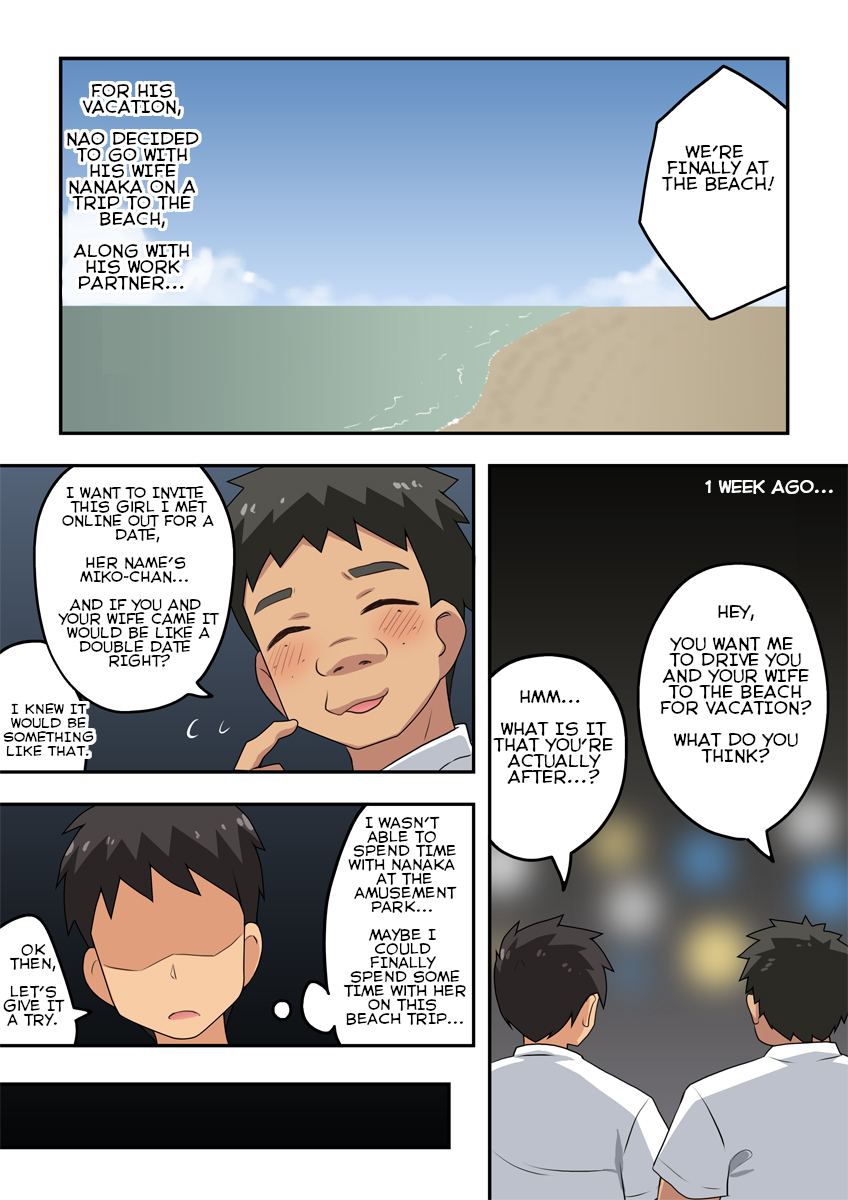 WE'RE
FINALLY AT
THE BEACH!
FOR HIS
VACATION,
NAO DECIDED
TO GO WITH
HIS WIFE
NANAKA ON A
TRIP TO THE
BEACH,
ALONG WITH
HIS WORK
PARTNER...
1 WEEK AGO...
HEY,
YOU WANT ME
TO DRIVE YOU
AND YOUR WIFE
TO THE BEACH
FOR VACATION?
WHAT DO YOU
THINK?
HMM...
WHAT IS IT
THAT YOU'RE
ACTUALLY
AFTER...?
I WANT TO INVITE
THIS GIRL I MET
ONLINE OUT FOR A
DATE,
HER NAME'S
MIKO-CHAN...
AND IF YOU AND
YOUR WIFE CAME IT
WOULD BE LIKE A
DOUBLE DATE
RIGHT?
I KNEW IT
WOULD BE
SOMETHING
LIKE THAT.
I WASN'T
ABLE TO
SPEND TIME
WITH NANAKA
AT THE
AMUSEMENT
PARK...
MAYBE I
COULD
FINALLY
SPEND SOME
TIME WITH HER
ON THIS
BEACH TRIP...
OK
THEN,
LET'S
GIVE IT
A TRY.